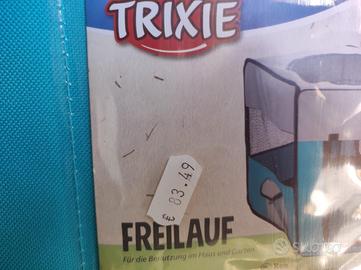 TRIXIE
€ 83.49
FREILAUF
Für die Benutzung im Haus und Garten